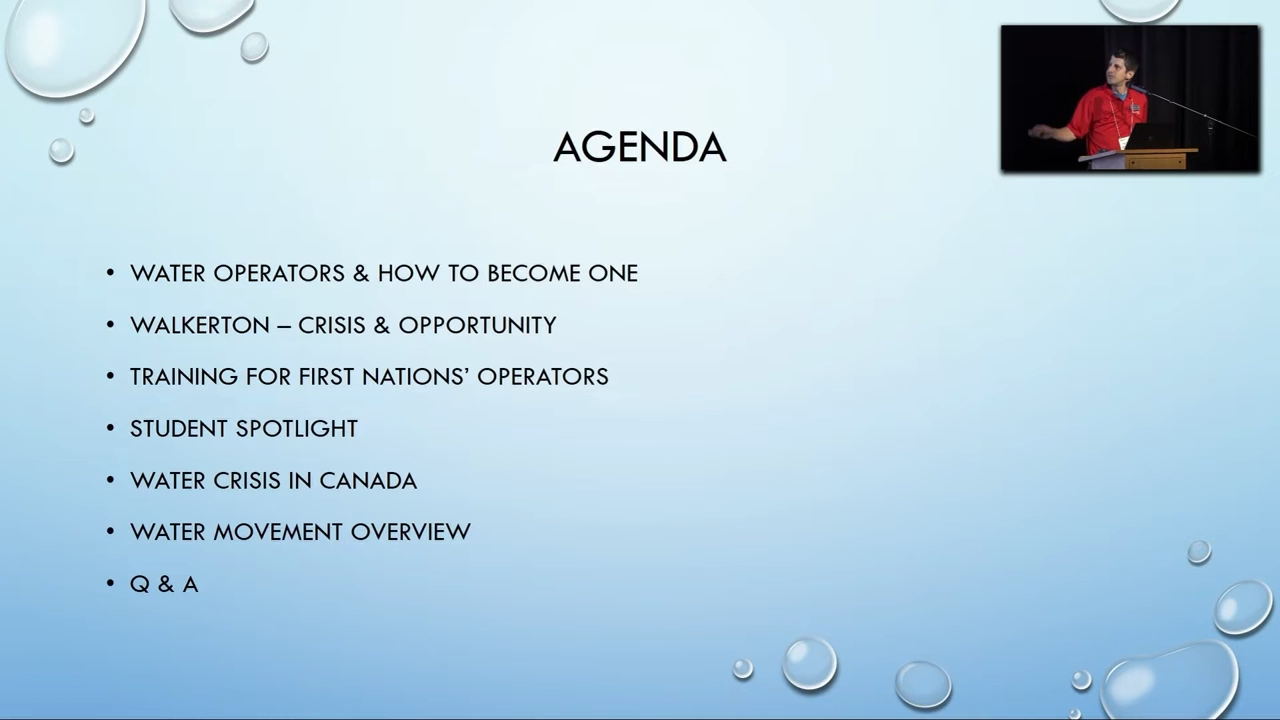 AGENDA
• WATER OPERATORS & HOW TO BECOME ONE
• WALKERTON – CRISIS & OPPORTUNITY
• TRAINING FOR FIRST NATIONS’ OPERATORS
• STUDENT SPOTLIGHT
• WATER CRISIS IN CANADA
• WATER MOVEMENT OVERVIEW
• Q & A